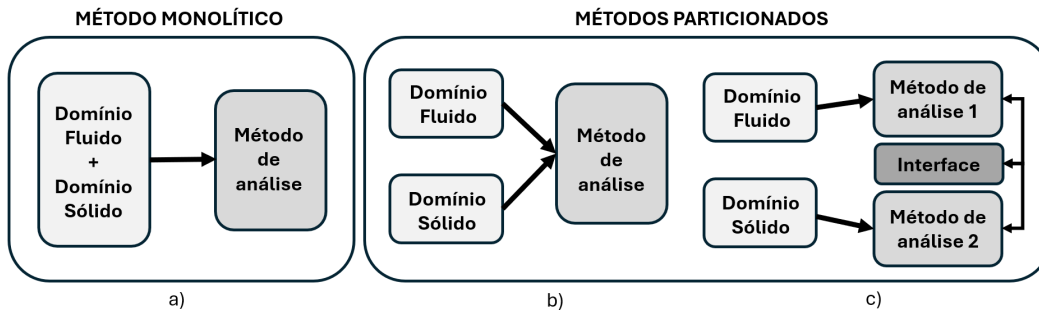 MÉTODO MONOLÍTICO
MÉTODOS PARTICIONADOS
Domínio
Fluido
+
Domínio
Sólido
Método
de
análise
Domínio
Fluido
Domínio
Sólido
Método
de
análise
Domínio
Fluido
Domínio
Sólido
Método de
análise 1
Interface
Método de
análise 2
a)
b)
c)